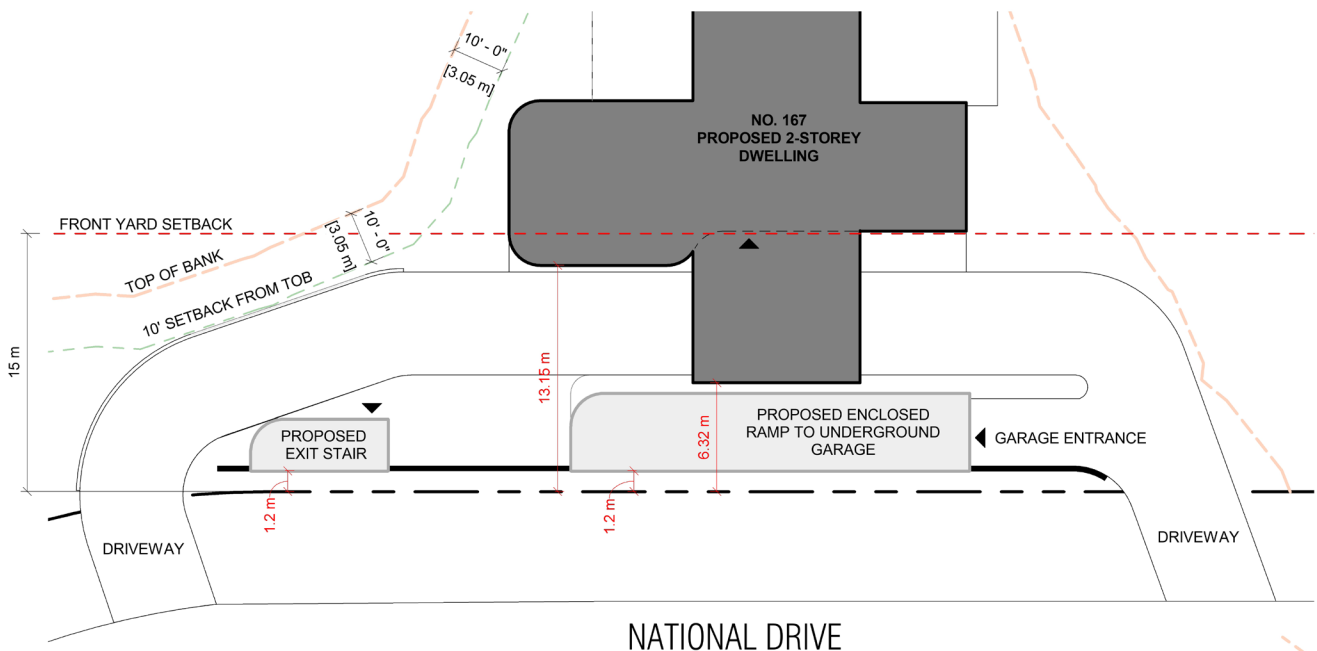 10' - 0"
[3.05 m]
NO. 167
PROPOSED 2-STOREY
DWELLING
FRONT YARD SETBACK
10' - 0"
[3.05 m]
TOP OF BANK
10' SETBACK FROM TOB
15 m
13.15 m
6.32 m
PROPOSED
EXIT STAIR
PROPOSED ENCLOSED
RAMP TO UNDERGROUND
GARAGE
GARAGE ENTRANCE
1.2 m
1.2 m
DRIVEWAY
DRIVEWAY
NATIONAL DRIVE